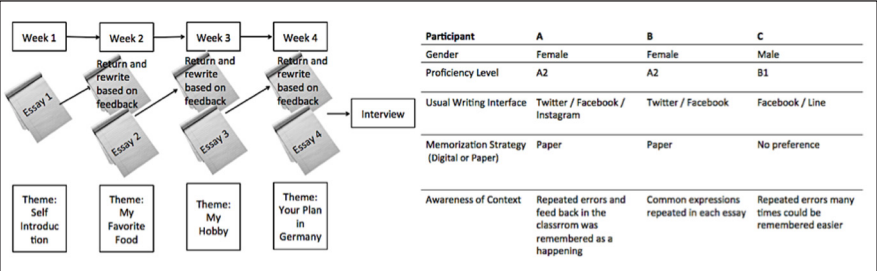 Week 1
Week 2
Week 3
Week 4
Return and
rewrite
based on
feedback
Return and
rewrite
based on
feedback
Return and
rewrite
based on
feedback
Essay 1
Essay 2
Essay 3
Essay 4
Interview
Theme:
Self
Introduc
tion
Theme:
My
Favorite
Food
Theme:
My
Hobby
Theme:
Your Plan
in
Germany
Participant A B C
Gender Female Female Male
Proficiency Level A2 A2 B1
Usual Writing Interface Twitter / Facebook / Twitter / Facebook Facebook / Line
Instagram
Memorization Strategy Paper Paper No preference
(Digital or Paper)
Awareness of Context Repeated errors and Common expressions Repeated errors many
feed back in the repeated in each essay times could be
classrrom was remembered easier
remembered as a
happening